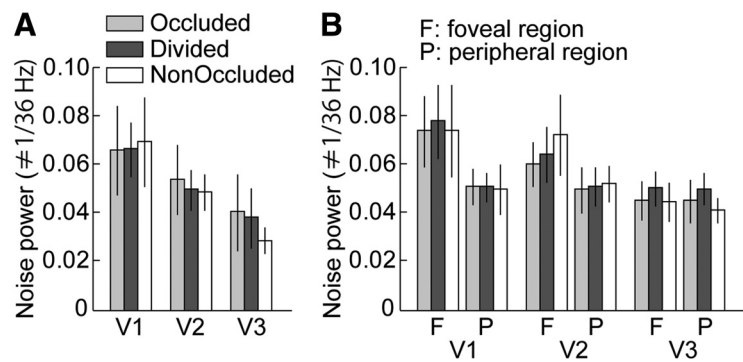 A
Occluded
Divided
NonOccluded
Noise power (≠1/36 Hz)
0.10
0.08
0.06
0.04
0.02
0
V1 V2 V3
B
F: foveal region
P: peripheral region
Noise power (≠1/36 Hz)
0.10
0.08
0.06
0.04
0.02
0
F P F P F P
V1 V2 V3